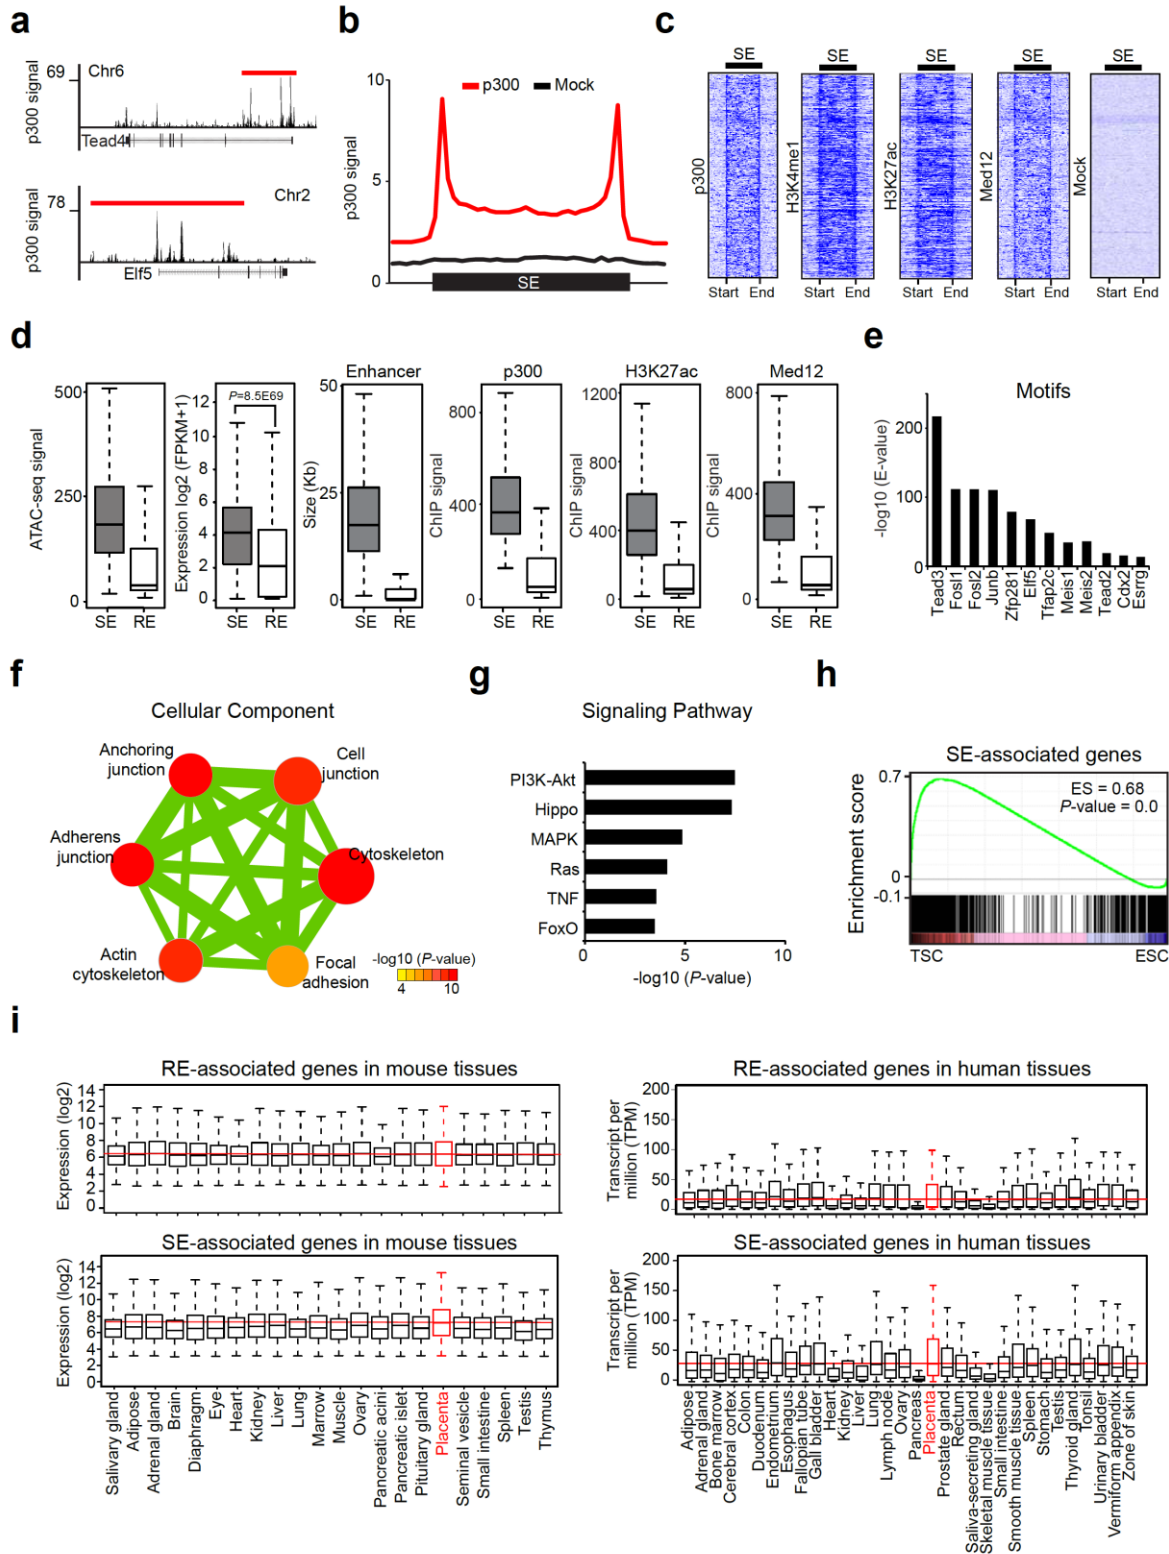 a
p300 signal
69
Chr6
Tead4
p300 signal
78
Chr2
Elf5
b
p300 signal
10
5
0
p300
Mock
SE
c
SE
SE
SE
SE
SE
p300
H3K4me1
H3K27ac
Med12
Mock
Start End
Start End
Start End
Start End
Start End
d
ATAC-seq signal
500
250
0
SE RE
Expression log2 (FPKM+1)
12
10
8
6
4
2
0
P=8.5E69
SE RE
Enhancer
Size (Kb)
50
25
0
SE RE
p300
ChIP signal
800
400
0
SE RE
H3K27ac
ChIP signal
1200
800
400
0
SE RE
Med12
ChIP signal
800
400
0
SE RE
e
Motifs
-log10 (E-value)
200
100
0
Tead3
Fosl1
Fosl2
Junb
Zfp281
Elf5
Tfap2c
Meis1
Meis2
Tead2
Cdx2
Esrrg
f
Cellular Component
Anchoring
junction
Cell
junction
Adherens
junction
Cytoskeleton
Actin
cytoskeleton
Focal
adhesion
-log10 (P-value)
4 10
g
Signaling Pathway
PI3K-Akt
Hippo
MAPK
Ras
TNF
FoxO
0 5 10
-log10 (P-value)
h
SE-associated genes
Enrichment score
0.7
0
-0.1
ES = 0.68
P-value = 0.0
TSC ESC
i
RE-associated genes in mouse tissues
Expression (log2)
14
12
10
8
6
4
2
0
RE-associated genes in human tissues
Transcript per
million (TPM)
200
150
100
50
0
SE-associated genes in mouse tissues
Expression (log2)
14
12
10
8
6
4
2
0
Salivary gland
Adipose
Adrenal gland
Brain
Diaphragm
Eye
Heart
Kidney
Liver
Lung
Marrow
Muscle
Ovary
Pancreatic acini
Pancreatic islet
Pituitary gland
Placenta
Seminal vesicle
Small intestine
Spleen
Testis
Thymus
SE-associated genes in human tissues
Transcript per
million (TPM)
200
150
100
50
0
Adipose
Adrenal gland
Bone marrow
Cerebral cortex
Colon
Duodenum
Endometrium
Esophagus
Fallopian tube
Gall bladder
Heart
Kidney
Liver
Lung
Lymph node
Ovary
Pancreas
Placenta
Prostate gland
Rectum
Saliva-secreting gland
Skeletal muscle tissue
Small intestine
Smooth muscle tissue
Spleen
Stomach
Testis
Thyroid gland
Tonsil
Urinary bladder
Vermiform appendix
Zone of skin